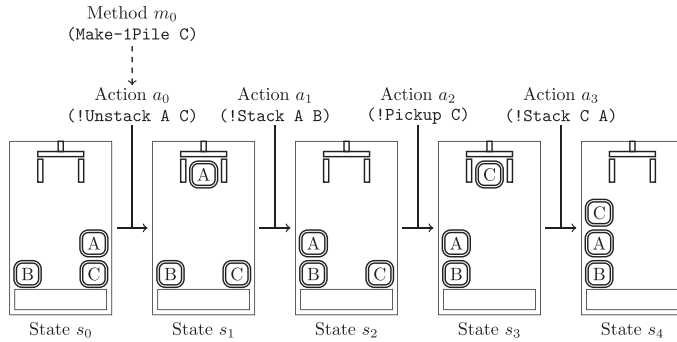 Method m₀
(Make-1Pile C)
Action a₀ Action a₁ Action a₂ Action a₃
(!Unstack A C) (!Stack A B) (!Pickup C) (!Stack C A)
A C
C
A A A A
B C B C B C B B
State s₀ State s₁ State s₂ State s₃ State s₄